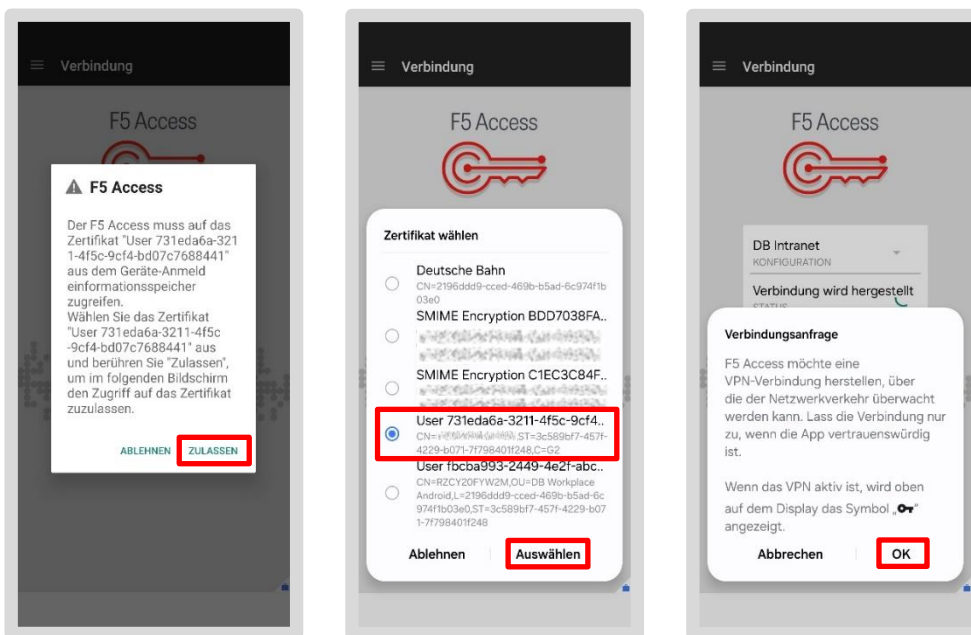 Verbindung
F5 Access
F5 Access
Der F5 Access muss auf das
Zertifikat "User 731eda6a-321
1-4f5c-9cf4-bd07c7688441"
aus dem Geräte-Anmeld
einformationsspeicher
zugreifen.
Wählen Sie das Zertifikat
"User 731eda6a-3211-4f5c
-9cf4-bd07c7688441" aus
und berühren Sie "Zulassen",
um im folgenden Bildschirm
den Zugriff auf das Zertifikat
zuzulassen.
ABLEHNEN ZULASSEN
Verbindung
F5 Access
Zertifikat wählen
Deutsche Bahn
CN=2196ddd9-cced-469b-b5ad-6c974f1b
03e0
SMIME Encryption BDD7038FA..
SMIME Encryption C1EC3C84F..
User 731eda6a-3211-4f5c-9cf4..
CN= ,ST=3c589bf7-457f-
4229-b071-7f798401f248,C=G2
User fbcba993-2449-4e2f-abc..
CN=RZCY20FYW2M,OU=DB Workplace
Android,L=2196ddd9-cced-469b-b5ad-6c
974f1b03e0,ST=3c589bf7-457f-4229-b07
1-7f798401f248
Ablehnen Auswählen
Verbindung
F5 Access
DB Intranet
KONFIGURATION
Verbindung wird hergestellt
STATUS
Verbindungsanfrage
F5 Access möchte eine
VPN-Verbindung herstellen, über
die der Netzwerkverkehr überwacht
werden kann. Lass die Verbindung nur
zu, wenn die App vertrauenswürdig
ist.
Wenn das VPN aktiv ist, wird oben
auf dem Display das Symbol „ “
angezeigt.
Abbrechen OK